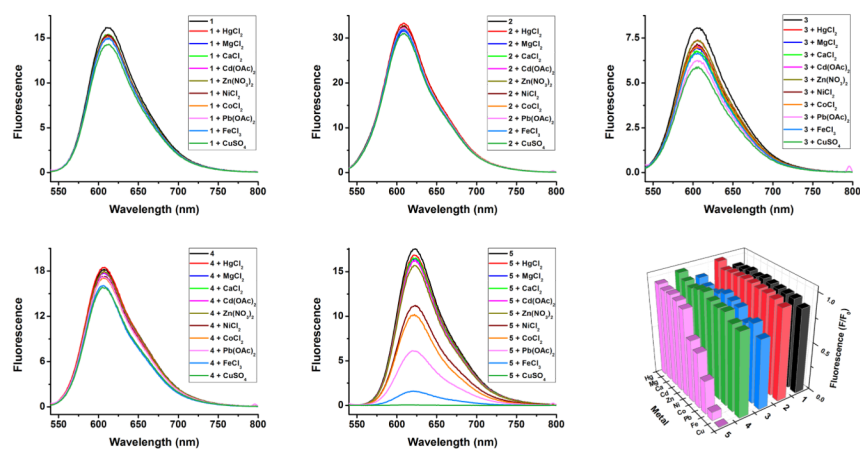 1
1 + HgCl2
1 + MgCl2
1 + CaCl2
1 + Cd(OAc)2
1 + Zn(NO3)2
1 + NiCl2
1 + CoCl2
1 + Pb(OAc)2
1 + FeCl3
1 + CuSO4
Fluorescence
15
10
5
0
550 600 650 700 750 800
Wavelength (nm)
2
2 + HgCl2
2 + MgCl2
2 + CaCl2
2 + Cd(OAc)2
2 + Zn(NO3)2
2 + NiCl2
2 + CoCl2
2 + Pb(OAc)2
2 + FeCl3
2 + CuSO4
Fluorescence
30
20
10
0
550 600 650 700 750 800
Wavelength (nm)
3
3 + HgCl2
3 + MgCl2
3 + CaCl2
3 + Cd(OAc)2
3 + Zn(NO3)2
3 + NiCl2
3 + CoCl2
3 + Pb(OAc)2
3 + FeCl3
3 + CuSO4
Fluorescence
7.5
5.0
2.5
0.0
550 600 650 700 750 800
Wavelength (nm)
4
4 + HgCl2
4 + MgCl2
4 + CaCl2
4 + Cd(OAc)2
4 + Zn(NO3)2
4 + NiCl2
4 + CoCl2
4 + Pb(OAc)2
4 + FeCl3
4 + CuSO4
Fluorescence
18
12
6
0
550 600 650 700 750 800
Wavelength (nm)
5
5 + HgCl2
5 + MgCl2
5 + CaCl2
5 + Cd(OAc)2
5 + Zn(NO3)2
5 + NiCl2
5 + CoCl2
5 + Pb(OAc)2
5 + FeCl3
5 + CuSO4
Fluorescence
15
10
5
0
550 600 650 700 750 800
Wavelength (nm)
1.0
0.5
0.0
Fluorescence (F/F0)
Hg
Pb
Fe
Cu
Metal
5 4 3 2 1